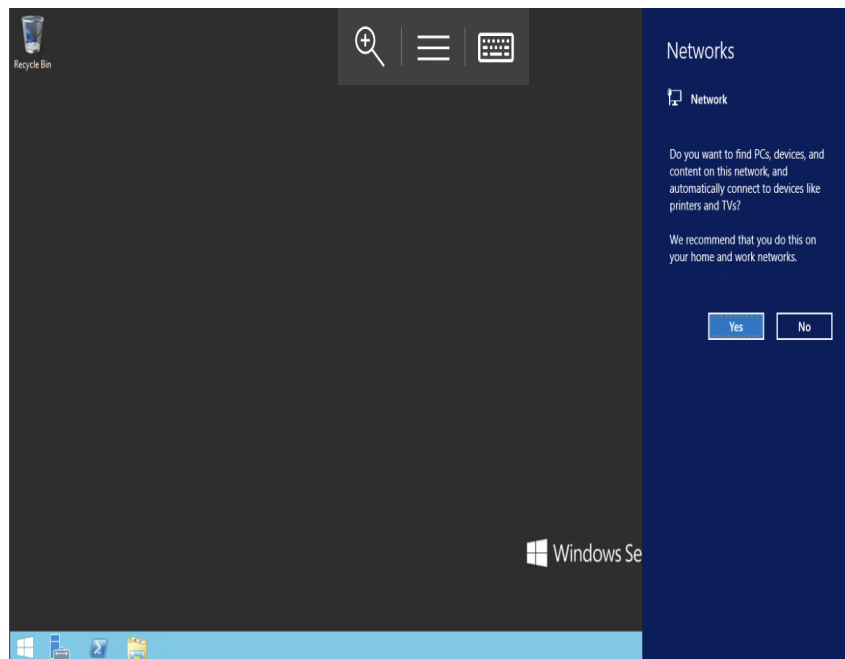 Recycle Bin
Networks
Network
Do you want to find PCs, devices, and
content on this network, and
automatically connect to devices like
printers and TVs?
We recommend that you do this on
your home and work networks.
Yes
No
Windows Se